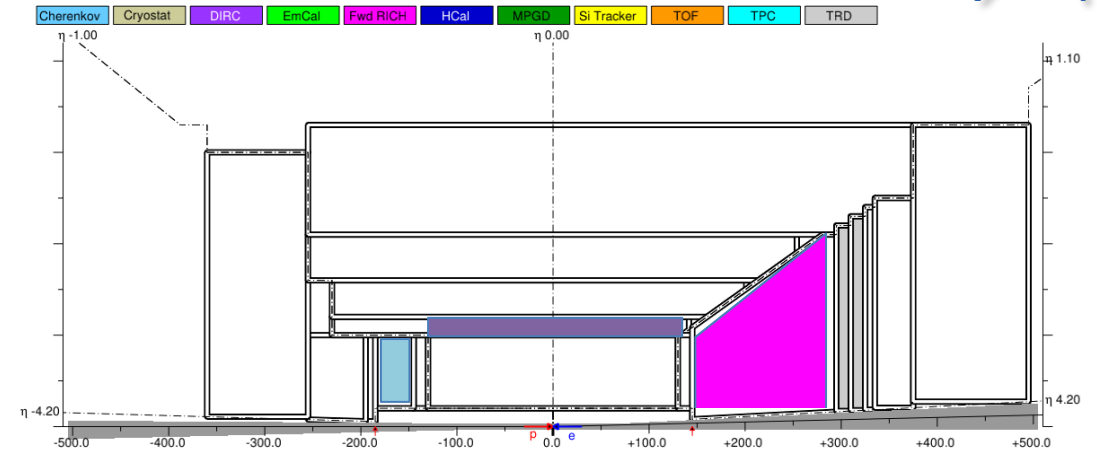 Cherenkov Cryostat DIRC EmCal Fwd RICH HCal MPGD Si Tracker TOF TPC TRD
η -1.00 η 0.00 η 1.10
η -4.20 η 4.20
-500.0 -400.0 -300.0 -200.0 -100.0 0.0 +100.0 +200.0 +300.0 +400.0 +500.0
p e